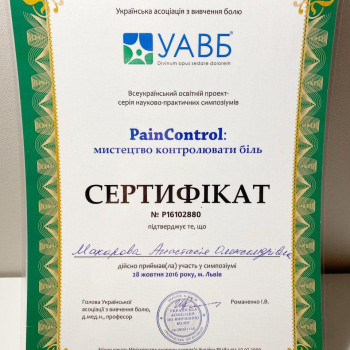 Українська асоціація з вивчення болю
УАВБ®
Divinum opus sedare dolorem
Всеукраїнський освітній проект-
серія науково-практичних симпозіумів
PainControl:
мистецтво контролювати біль
СЕРТИФІКАТ
№ P16102880
підтверджує те, що
Макарова Анастасія Олександрівна
дійсно приймав(ла) участь у симпозіумі
28 жовтня 2016 року, м. Львів
Голова Української
асоціації з вивчення болю,
д.мед.н., професор
Романенко І.В.